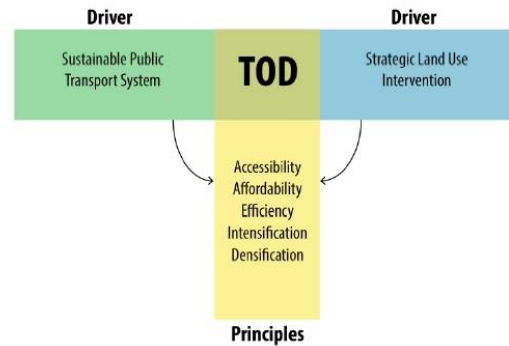 Driver
Driver
Sustainable Public
Transport System
TOD
Strategic Land Use
Intervention
Accessibility
Affordability
Efficiency
Intensification
Densification
Principles